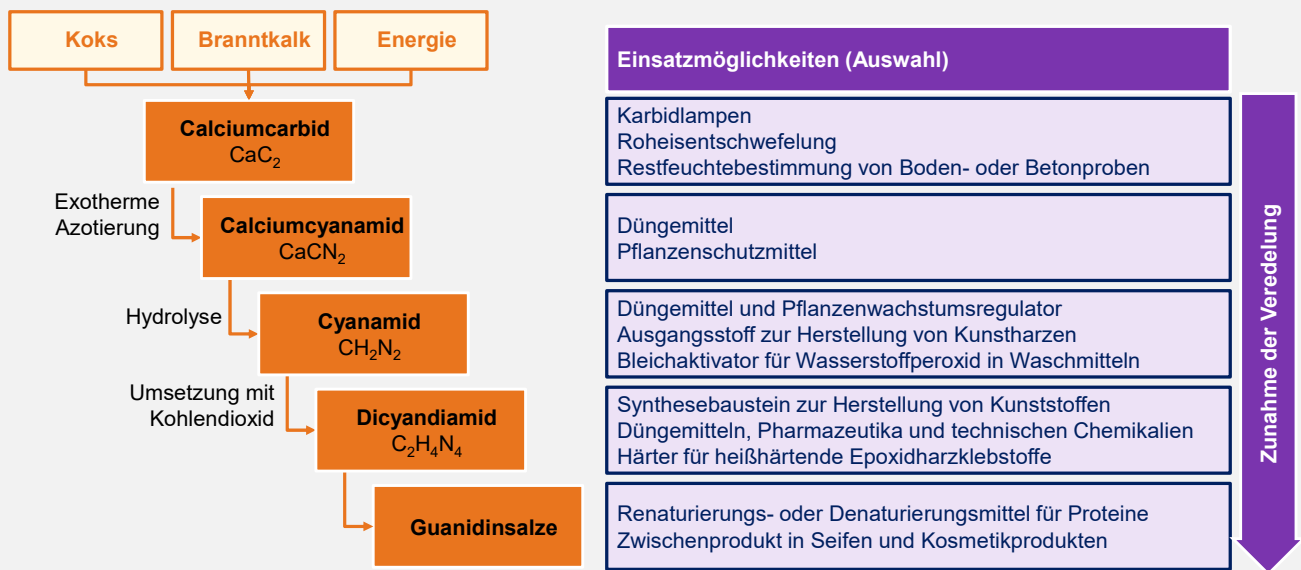 Koks
Branntkalk
Energie
Einsatzmöglichkeiten (Auswahl)
Calciumcarbid
CaC₂
Karbidlampen
Roheisentschwefelung
Restfeuchtebestimmung von Boden- oder Betonproben
Exotherme
Azotierung
Calciumcyanamid
CaCN₂
Düngemittel
Pflanzenschutzmittel
Hydrolyse
Cyanamid
CH₂N₂
Düngemittel und Pflanzenwachstumsregulator
Ausgangsstoff zur Herstellung von Kunstharzen
Bleichaktivator für Wasserstoffperoxid in Waschmitteln
Umsetzung mit
Kohlendioxid
Dicyandiamid
C₂H₄N₄
Synthesebaustein zur Herstellung von Kunststoffen
Düngemitteln, Pharmazeutika und technischen Chemikalien
Härter für heißhärtende Epoxidharzklebstoffe
Guanidinsalze
Renaturierungs- oder Denaturierungsmittel für Proteine
Zwischenprodukt in Seifen und Kosmetikprodukten
Zunahme der Veredelung